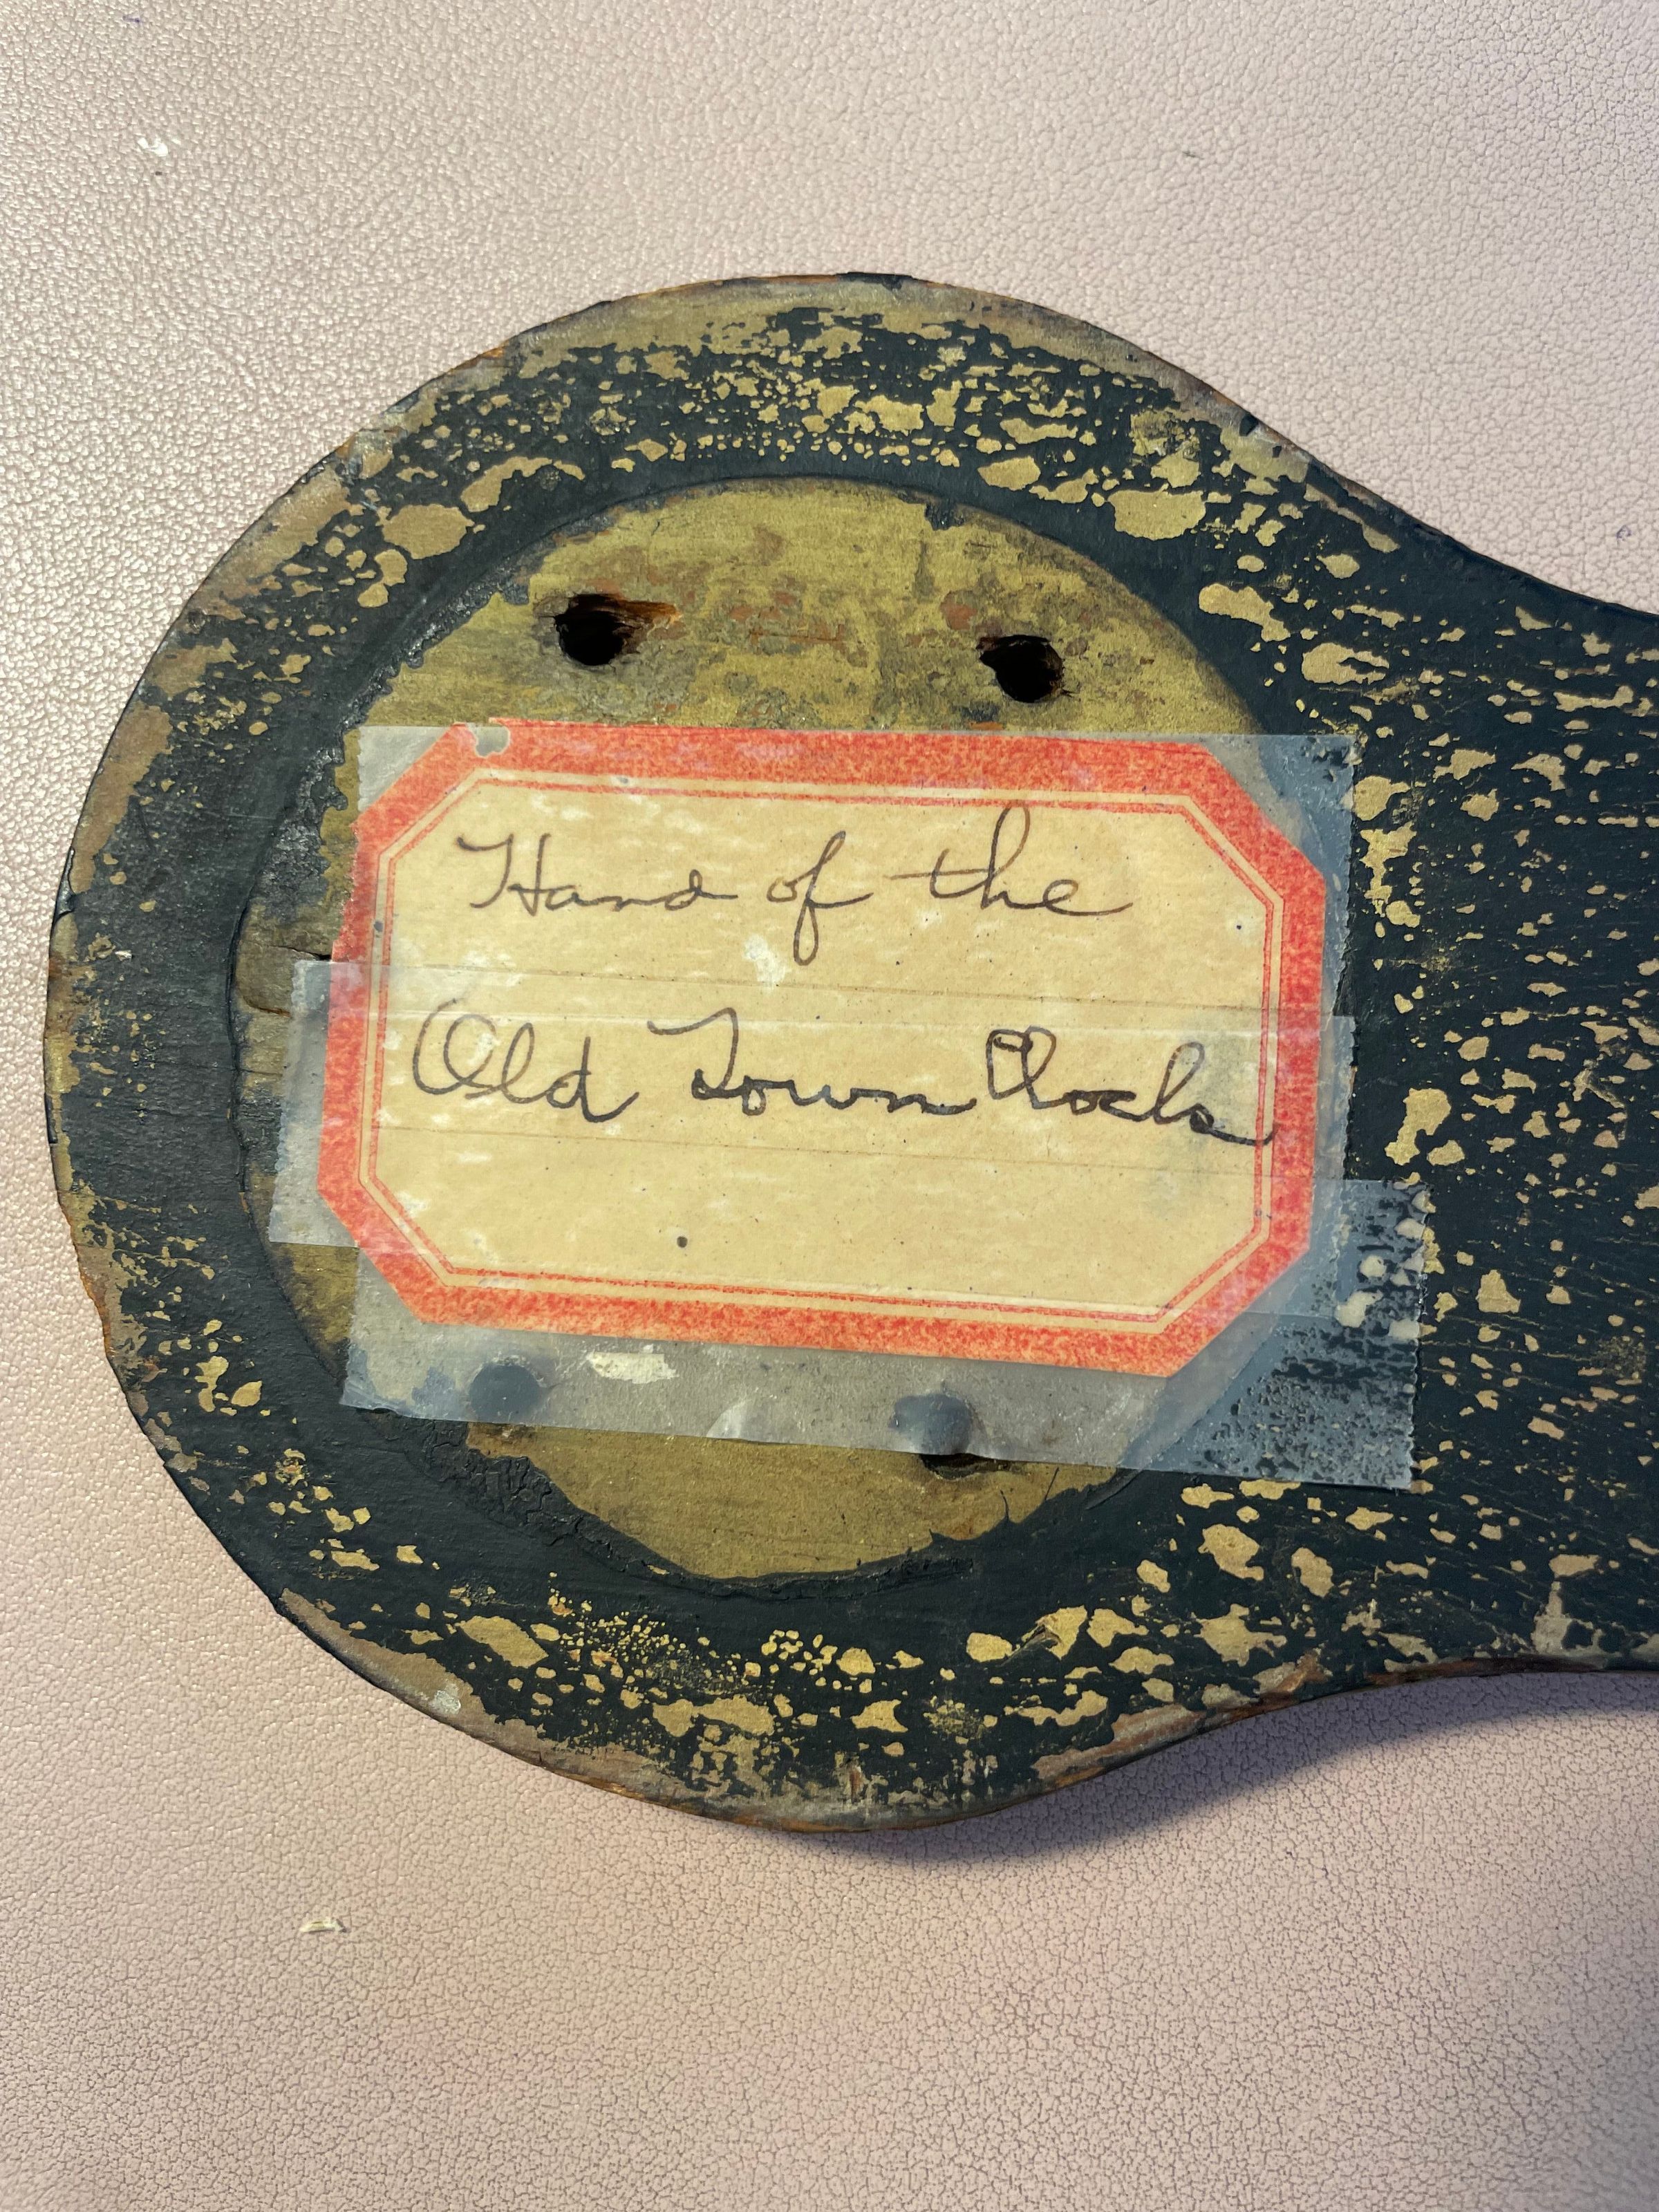 Hand of the
Old Town Clock